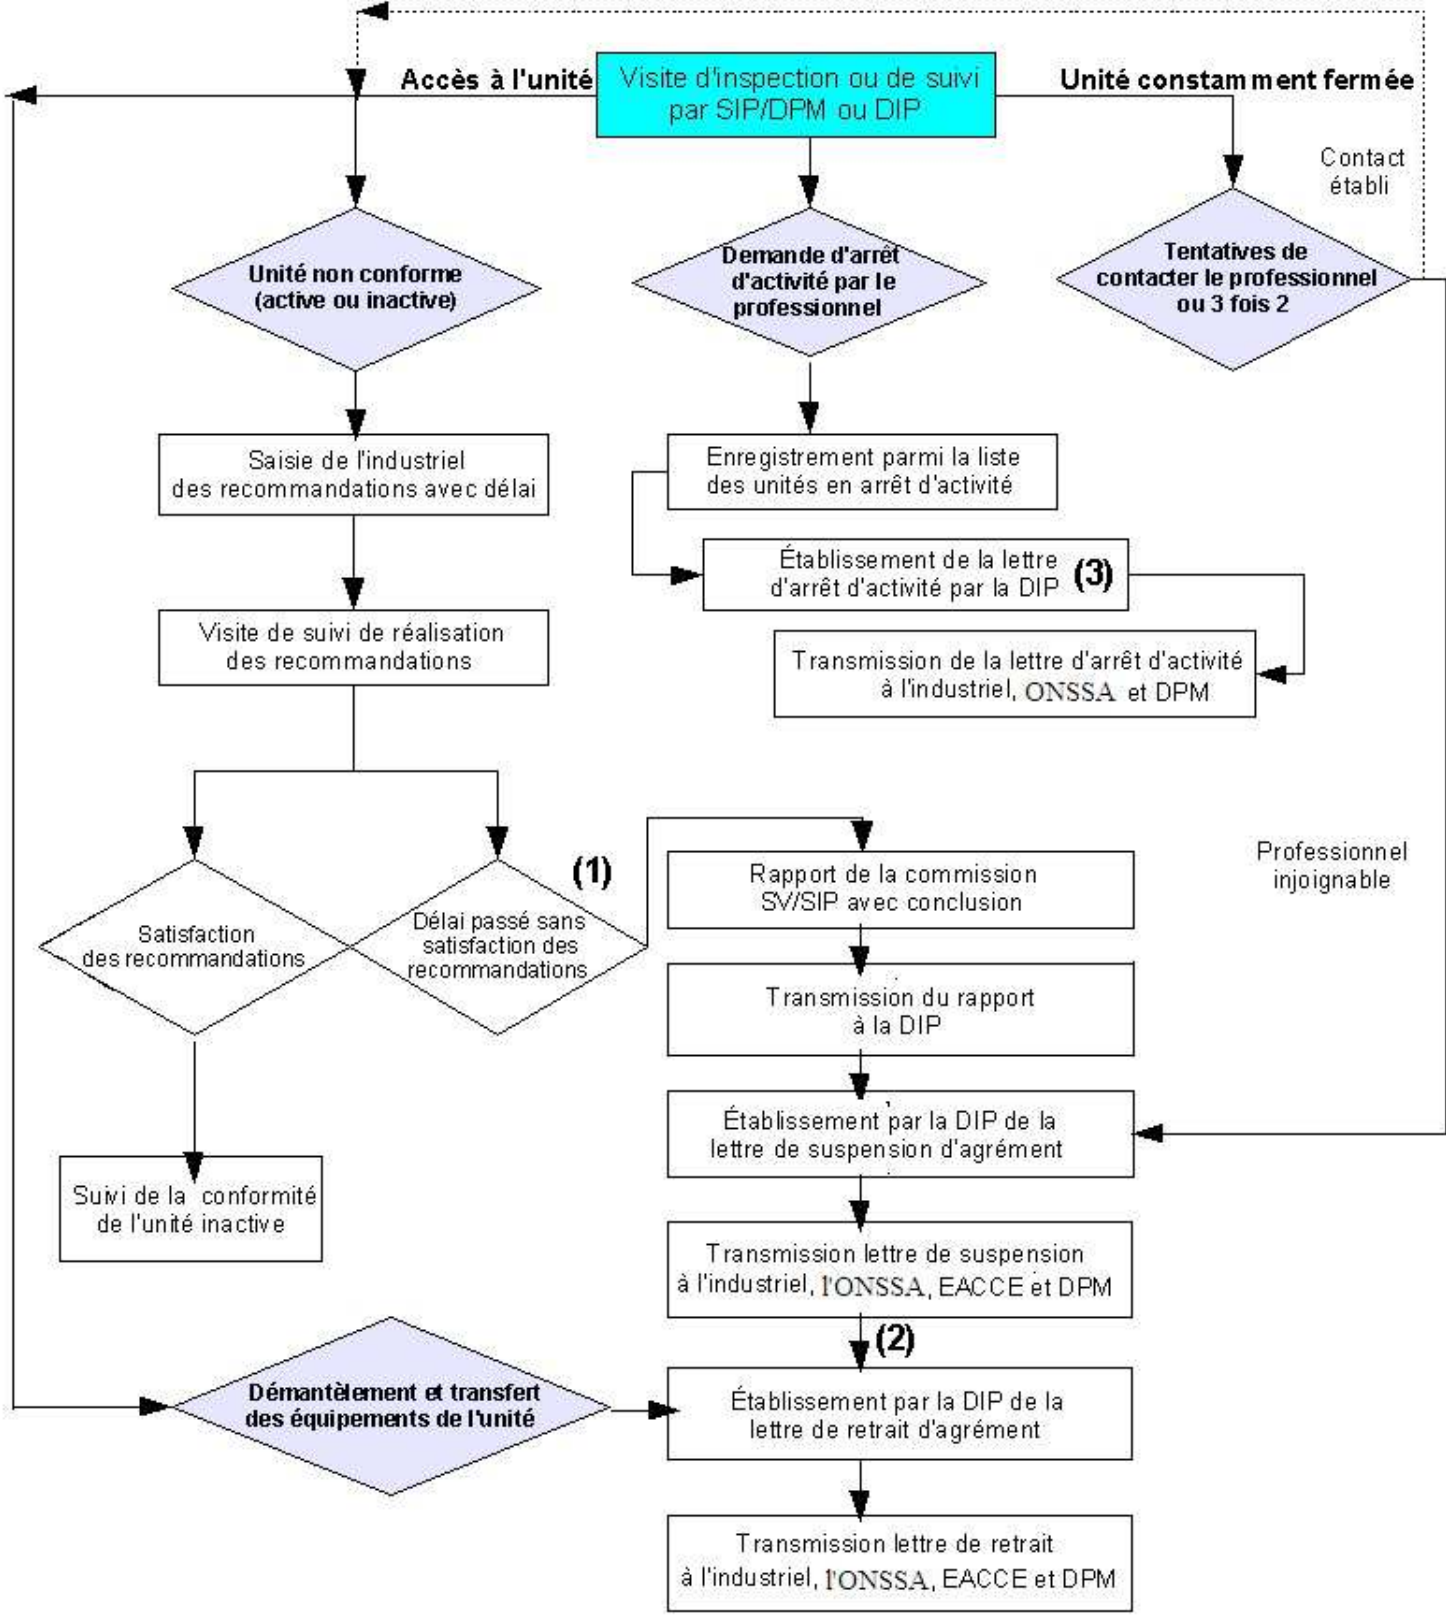 Accès à l'unité
Visite d'inspection ou de suivi
par SIP/DPM ou DIP
Unité constamment fermée
Contact
établi
Unité non conforme
(active ou inactive)
Demande d'arrêt
d'activité par le
professionnel
Tentatives de
contacter le professionnel
ou 3 fois 2
Saisie de l'industriel
des recommandations avec délai
Enregistrement parmi la liste
des unités en arrêt d'activité
Établissement de la lettre
d'arrêt d'activité par la DIP
(3)
Visite de suivi de réalisation
des recommandations
Transmission de la lettre d'arrêt d'activité
à l'industriel, ONSSA et DPM
Satisfaction
des recommandations
(1)
Délai passé sans
satisfaction des
recommandations
Rapport de la commission
SV/SIP avec conclusion
Professionnel
injoignable
Transmission du rapport
à la DIP
Établissement par la DIP de la
lettre de suspension d'agrément
Suivi de la conformité
de l'unité inactive
Transmission lettre de suspension
à l'industriel, l'ONSSA, EACCE et DPM
(2)
Démantèlement et transfert
des équipements de l'unité
Établissement par la DIP de la
lettre de retrait d'agrément
Transmission lettre de retrait
à l'industriel, l'ONSSA, EACCE et DPM